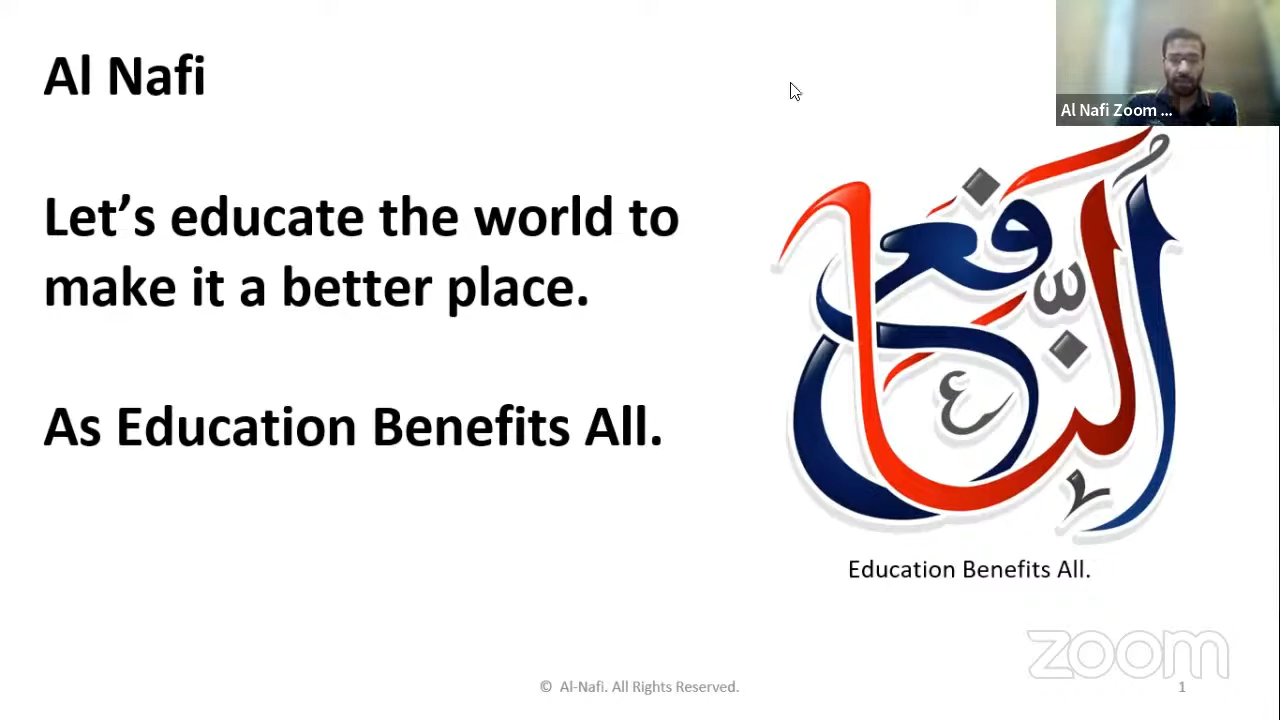 Al Nafi
Al Nafi Zoom ...
Let’s educate the world to
make it a better place.
As Education Benefits All.
النافع
Education Benefits All.
zoom
© Al-Nafi. All Rights Reserved.
1